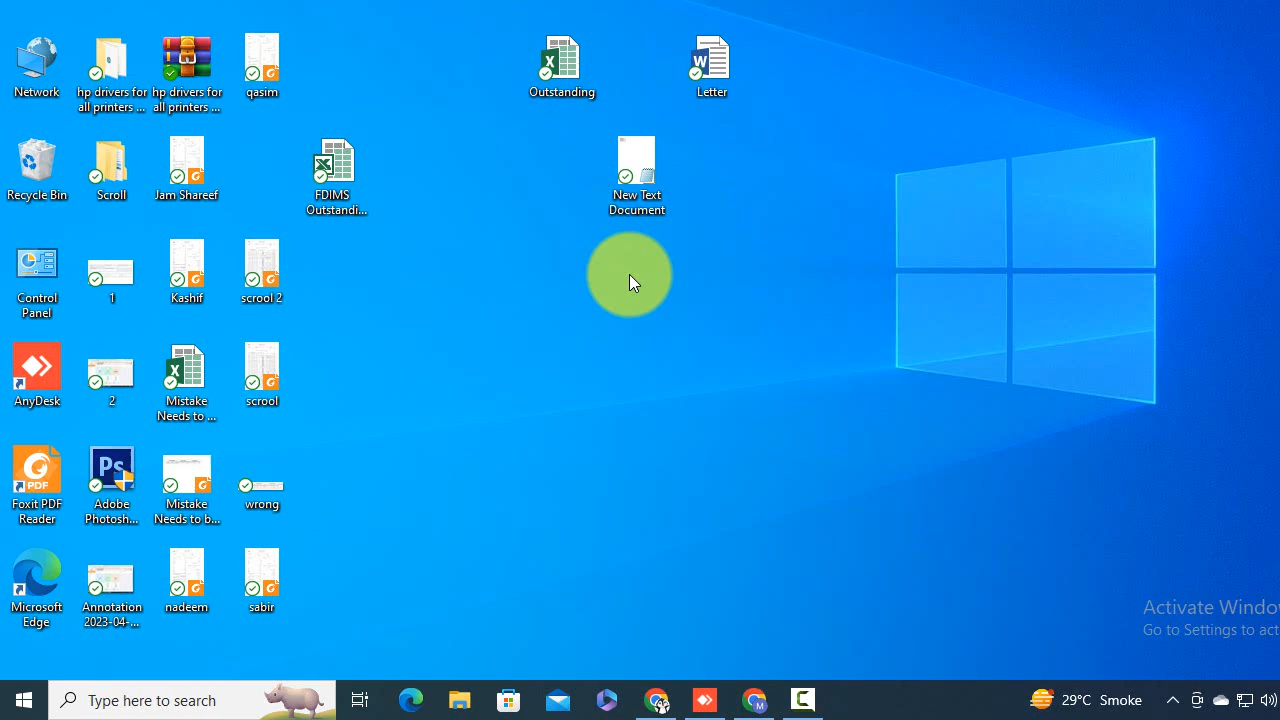 Network
hp drivers for
all printers ...
hp drivers for
all printers ...
qasim
Outstanding
Letter
Recycle Bin
Scroll
Jam Shareef
FDIMS
Outstandi...
New Text
Document
Control
Panel
1
Kashif
scrool 2
AnyDesk
2
Mistake
Needs to ...
scrool
PDF
Foxit PDF
Reader
Ps
Adobe
Photosh...
Mistake
Needs to b...
wrong
Microsoft
Edge
Annotation
2023-04-...
nadeem
sabir
Activate Windo
Go to Settings to act
Type here to search
29°C Smoke